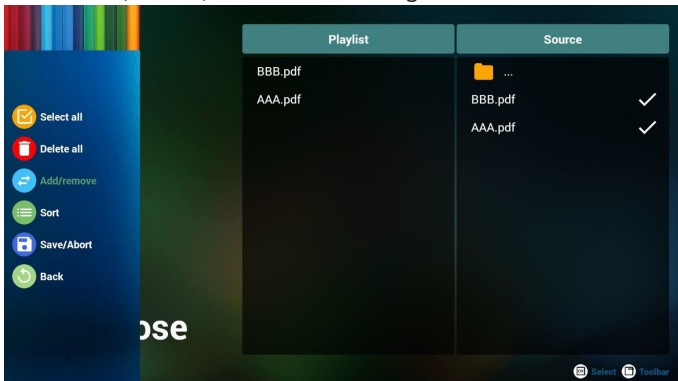 Playlist
Source
BBB.pdf
AAA.pdf
...
BBB.pdf
AAA.pdf
Select all
Delete all
Add/remove
Sort
Save/Abort
Back
ose
Select
Toolbar